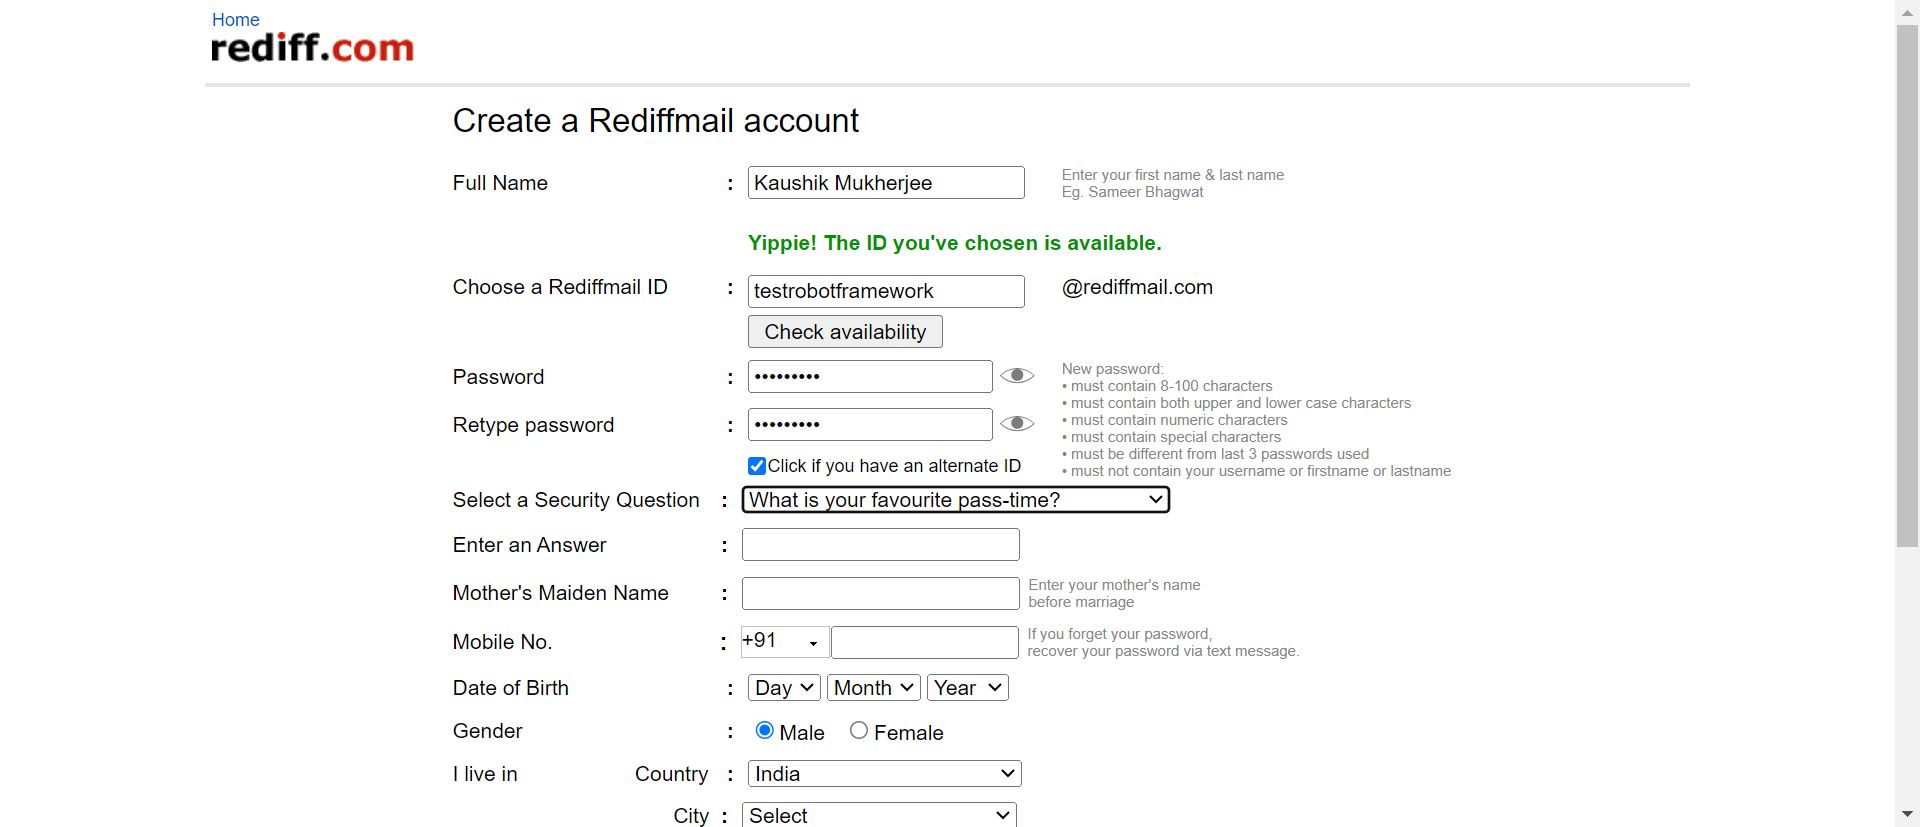 Home
rediff.com
Create a Rediffmail account
Full Name : Kaushik Mukherjee Enter your first name & last name
Eg. Sameer Bhagwat
Yippie! The ID you've chosen is available.
Choose a Rediffmail ID : testrobotframework @rediffmail.com
Check availability
Password : •••••••••
Retype password : •••••••••
New password:
• must contain 8-100 characters
• must contain both upper and lower case characters
• must contain numeric characters
• must contain special characters
• must be different from last 3 passwords used
• must not contain your username or firstname or lastname
Click if you have an alternate ID
Select a Security Question : What is your favourite pass-time?
Enter an Answer :
Mother's Maiden Name : Enter your mother's name
before marriage
Mobile No. : +91 If you forget your password,
recover your password via text message.
Date of Birth : Day Month Year
Gender : Male Female
I live in Country : India
City : Select